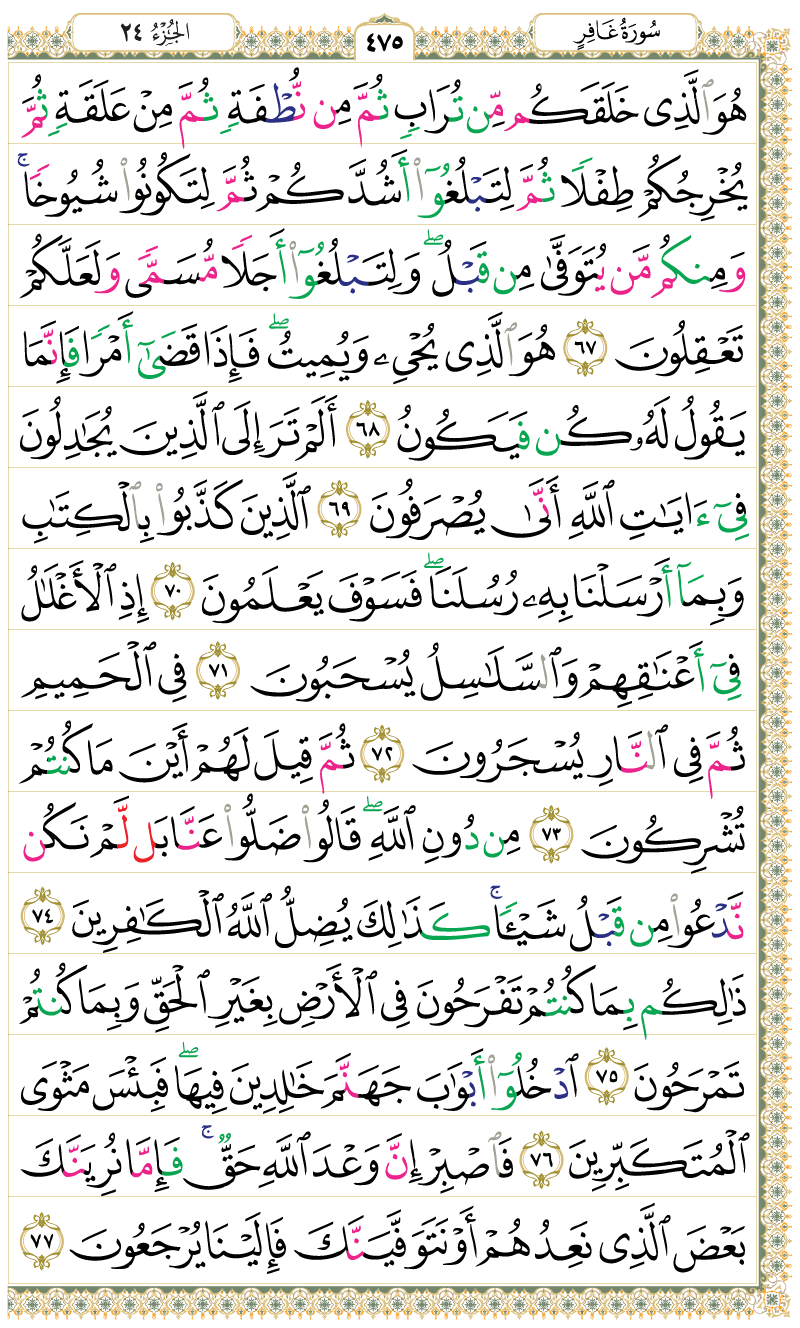 الجُزْءُ ٢٤
٤٧٥
سُورَةُ غَافِرٍ
هُوَ ٱلَّذِى خَلَقَكُم مِّن تُرَابٍ ثُمَّ مِن نُّطْفَةٍ ثُمَّ مِنْ عَلَقَةٍ ثُمَّ
يُخْرِجُكُمْ طِفْلًا ثُمَّ لِتَبْلُغُوٓا۟ أَشُدَّكُمْ ثُمَّ لِتَكُونُوا۟ شُيُوخًا ۚ
وَمِنكُم مَّن يُتَوَفَّىٰ مِن قَبْلُ ۖ وَلِتَبْلُغُوٓا۟ أَجَلًا مُّسَمًّى وَلَعَلَّكُمْ
تَعْقِلُونَ ٦٧ هُوَ ٱلَّذِى يُحْىِۦ وَيُمِيتُ ۖ فَإِذَا قَضَىٰٓ أَمْرًا فَإِنَّمَا
يَقُولُ لَهُۥ كُن فَيَكُونُ ٦٨ أَلَمْ تَرَ إِلَى ٱلَّذِينَ يُجَٰدِلُونَ
فِىٓ ءَايَٰتِ ٱللَّهِ أَنَّىٰ يُصْرَفُونَ ٦٩ ٱلَّذِينَ كَذَّبُوا۟ بِٱلْكِتَٰبِ
وَبِمَآ أَرْسَلْنَا بِهِۦ رُسُلَنَا ۖ فَسَوْفَ يَعْلَمُونَ ٧٠ إِذِ ٱلْأَغْلَٰلُ
فِىٓ أَعْنَٰقِهِمْ وَٱلسَّلَٰسِلُ يُسْحَبُونَ ٧١ فِى ٱلْحَمِيمِ
ثُمَّ فِى ٱلنَّارِ يُسْجَرُونَ ٧٢ ثُمَّ قِيلَ لَهُمْ أَيْنَ مَا كُنتُمْ
تُشْرِكُونَ ٧٣ مِن دُونِ ٱللَّهِ ۖ قَالُوا۟ ضَلُّوا۟ عَنَّا بَل لَّمْ نَكُن
نَّدْعُوا۟ مِن قَبْلُ شَيْـًٔا ۚ كَذَٰلِكَ يُضِلُّ ٱللَّهُ ٱلْكَٰفِرِينَ ٧٤
ذَٰلِكُم بِمَا كُنتُمْ تَفْرَحُونَ فِى ٱلْأَرْضِ بِغَيْرِ ٱلْحَقِّ وَبِمَا كُنتُمْ
تَمْرَحُونَ ٧٥ ٱدْخُلُوٓا۟ أَبْوَٰبَ جَهَنَّمَ خَٰلِدِينَ فِيهَا ۖ فَبِئْسَ مَثْوَى
ٱلْمُتَكَبِّرِينَ ٧٦ فَٱصْبِرْ إِنَّ وَعْدَ ٱللَّهِ حَقٌّ ۚ فَإِمَّا نُرِيَنَّكَ
بَعْضَ ٱلَّذِى نَعِدُهُمْ أَوْ نَتَوَفَّيَنَّكَ فَإِلَيْنَا يُرْجَعُونَ ٧٧